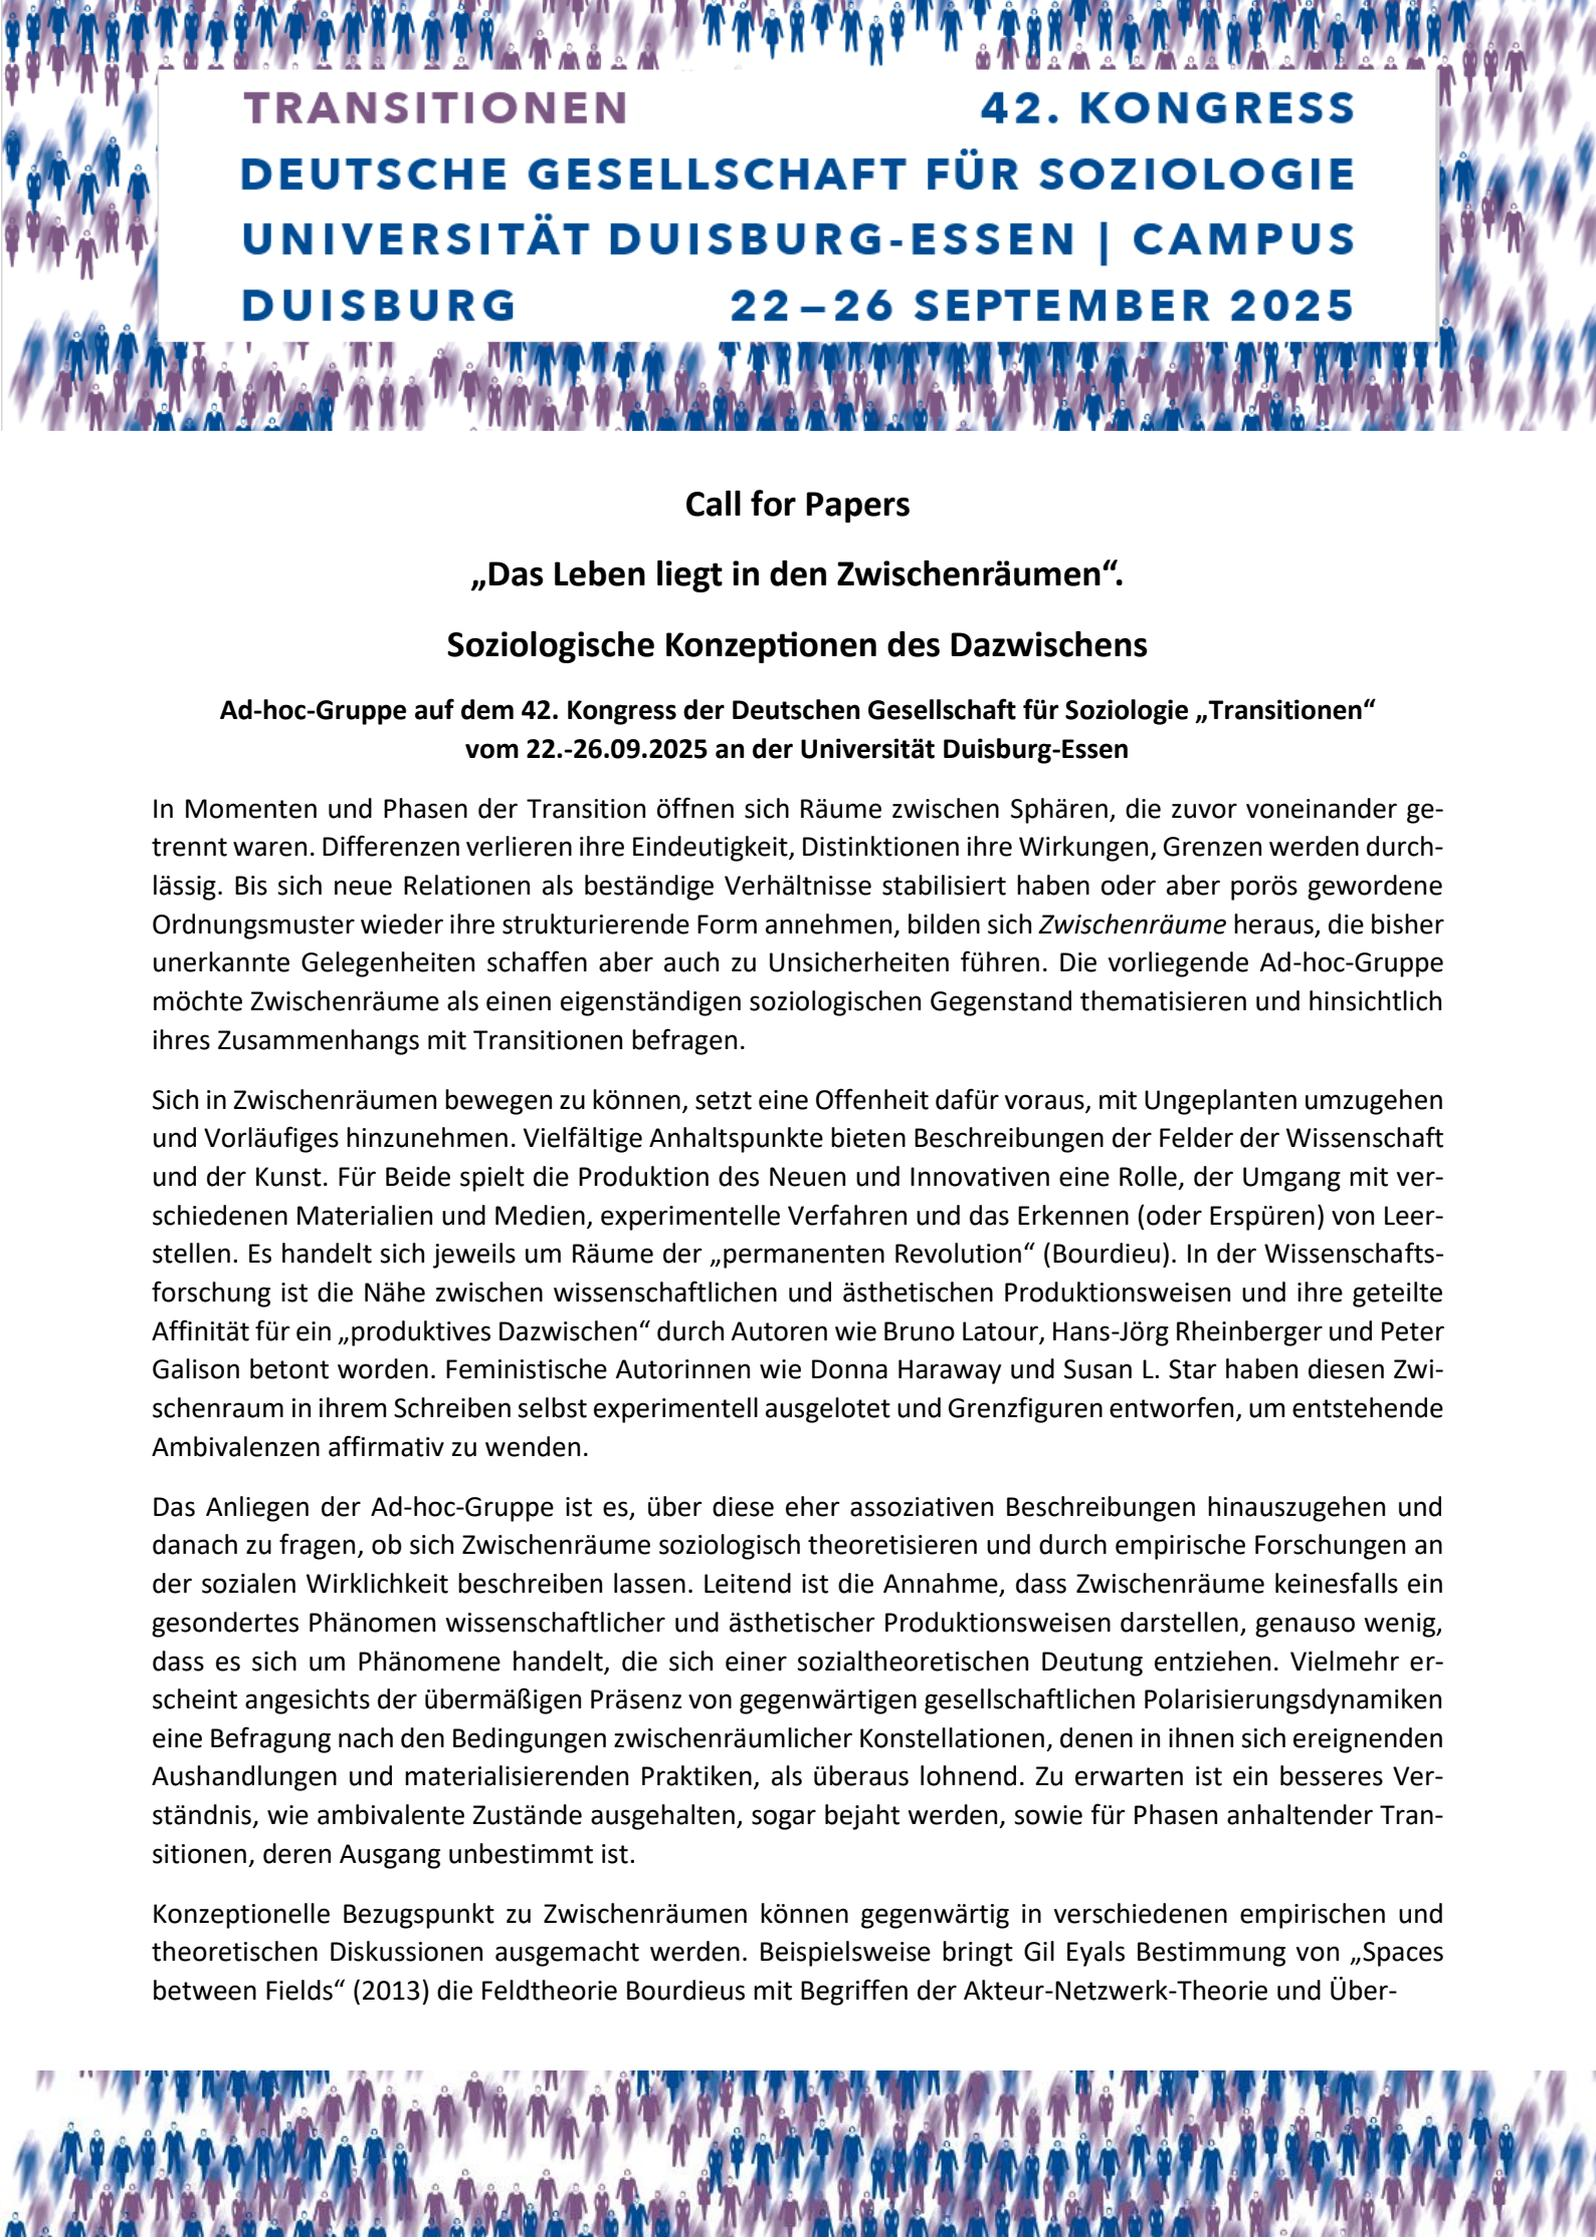 TRANSITIONEN 42. KONGRESS
DEUTSCHE GESELLSCHAFT FÜR SOZIOLOGIE
UNIVERSITÄT DUISBURG-ESSEN | CAMPUS
DUISBURG 22–26 SEPTEMBER 2025
Call for Papers
„Das Leben liegt in den Zwischenräumen“.
Soziologische Konzeptionen des Dazwischens
Ad-hoc-Gruppe auf dem 42. Kongress der Deutschen Gesellschaft für Soziologie „Transitionen“
vom 22.-26.09.2025 an der Universität Duisburg-Essen
In Momenten und Phasen der Transition öffnen sich Räume zwischen Sphären, die zuvor voneinander ge-
trennt waren. Differenzen verlieren ihre Eindeutigkeit, Distinktionen ihre Wirkungen, Grenzen werden durch-
lässig. Bis sich neue Relationen als beständige Verhältnisse stabilisiert haben oder aber porös gewordene
Ordnungsmuster wieder ihre strukturierende Form annehmen, bilden sich Zwischenräume heraus, die bisher
unerkannte Gelegenheiten schaffen aber auch zu Unsicherheiten führen. Die vorliegende Ad-hoc-Gruppe
möchte Zwischenräume als einen eigenständigen soziologischen Gegenstand thematisieren und hinsichtlich
ihres Zusammenhangs mit Transitionen befragen.
Sich in Zwischenräumen bewegen zu können, setzt eine Offenheit dafür voraus, mit Ungeplanten umzugehen
und Vorläufiges hinzunehmen. Vielfältige Anhaltspunkte bieten Beschreibungen der Felder der Wissenschaft
und der Kunst. Für Beide spielt die Produktion des Neuen und Innovativen eine Rolle, der Umgang mit ver-
schiedenen Materialien und Medien, experimentelle Verfahren und das Erkennen (oder Erspüren) von Leer-
stellen. Es handelt sich jeweils um Räume der „permanenten Revolution“ (Bourdieu). In der Wissenschafts-
forschung ist die Nähe zwischen wissenschaftlichen und ästhetischen Produktionsweisen und ihre geteilte
Affinität für ein „produktives Dazwischen“ durch Autoren wie Bruno Latour, Hans-Jörg Rheinberger und Peter
Galison betont worden. Feministische Autorinnen wie Donna Haraway und Susan L. Star haben diesen Zwi-
schenraum in ihrem Schreiben selbst experimentell ausgelotet und Grenzfiguren entworfen, um entstehende
Ambivalenzen affirmativ zu wenden.
Das Anliegen der Ad-hoc-Gruppe ist es, über diese eher assoziativen Beschreibungen hinauszugehen und
danach zu fragen, ob sich Zwischenräume soziologisch theoretisieren und durch empirische Forschungen an
der sozialen Wirklichkeit beschreiben lassen. Leitend ist die Annahme, dass Zwischenräume keinesfalls ein
gesondertes Phänomen wissenschaftlicher und ästhetischer Produktionsweisen darstellen, genauso wenig,
dass es sich um Phänomene handelt, die sich einer sozialtheoretischen Deutung entziehen. Vielmehr er-
scheint angesichts der übermäßigen Präsenz von gegenwärtigen gesellschaftlichen Polarisierungsdynamiken
eine Befragung nach den Bedingungen zwischenräumlicher Konstellationen, denen in ihnen sich ereignenden
Aushandlungen und materialisierenden Praktiken, als überaus lohnend. Zu erwarten ist ein besseres Ver-
ständnis, wie ambivalente Zustände ausgehalten, sogar bejaht werden, sowie für Phasen anhaltender Tran-
sitionen, deren Ausgang unbestimmt ist.
Konzeptionelle Bezugspunkt zu Zwischenräumen können gegenwärtig in verschiedenen empirischen und
theoretischen Diskussionen ausgemacht werden. Beispielsweise bringt Gil Eyals Bestimmung von „Spaces
between Fields“ (2013) die Feldtheorie Bourdieus mit Begriffen der Akteur-Netzwerk-Theorie und Über-